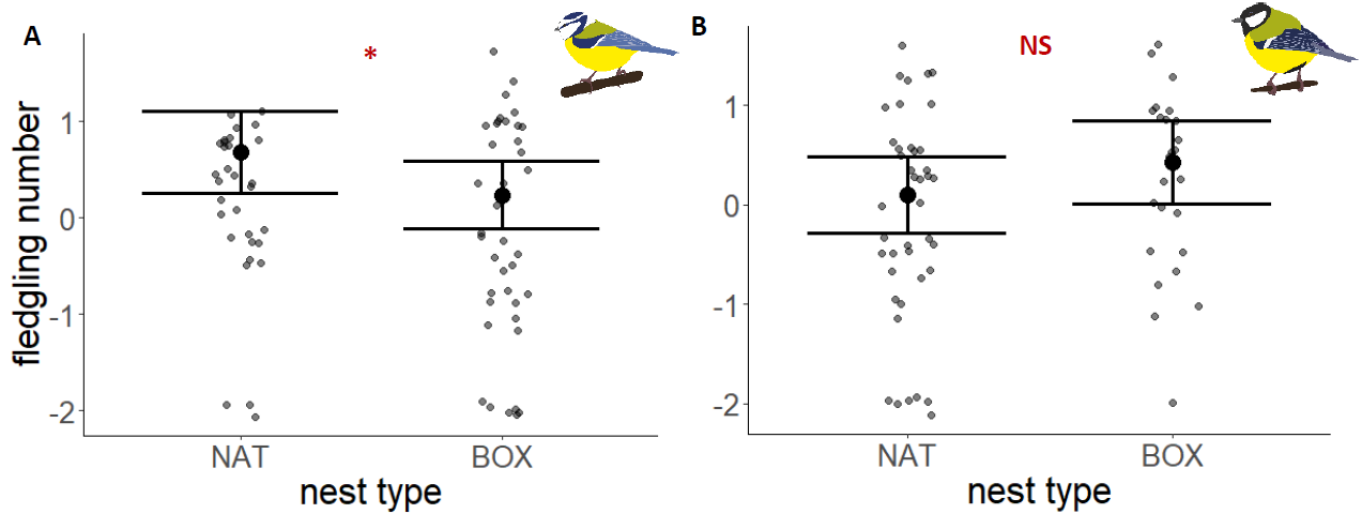 A
*
fledgling number
1
0
-1
-2
NAT BOX
nest type
B
NS
1
0
-1
-2
NAT BOX
nest type